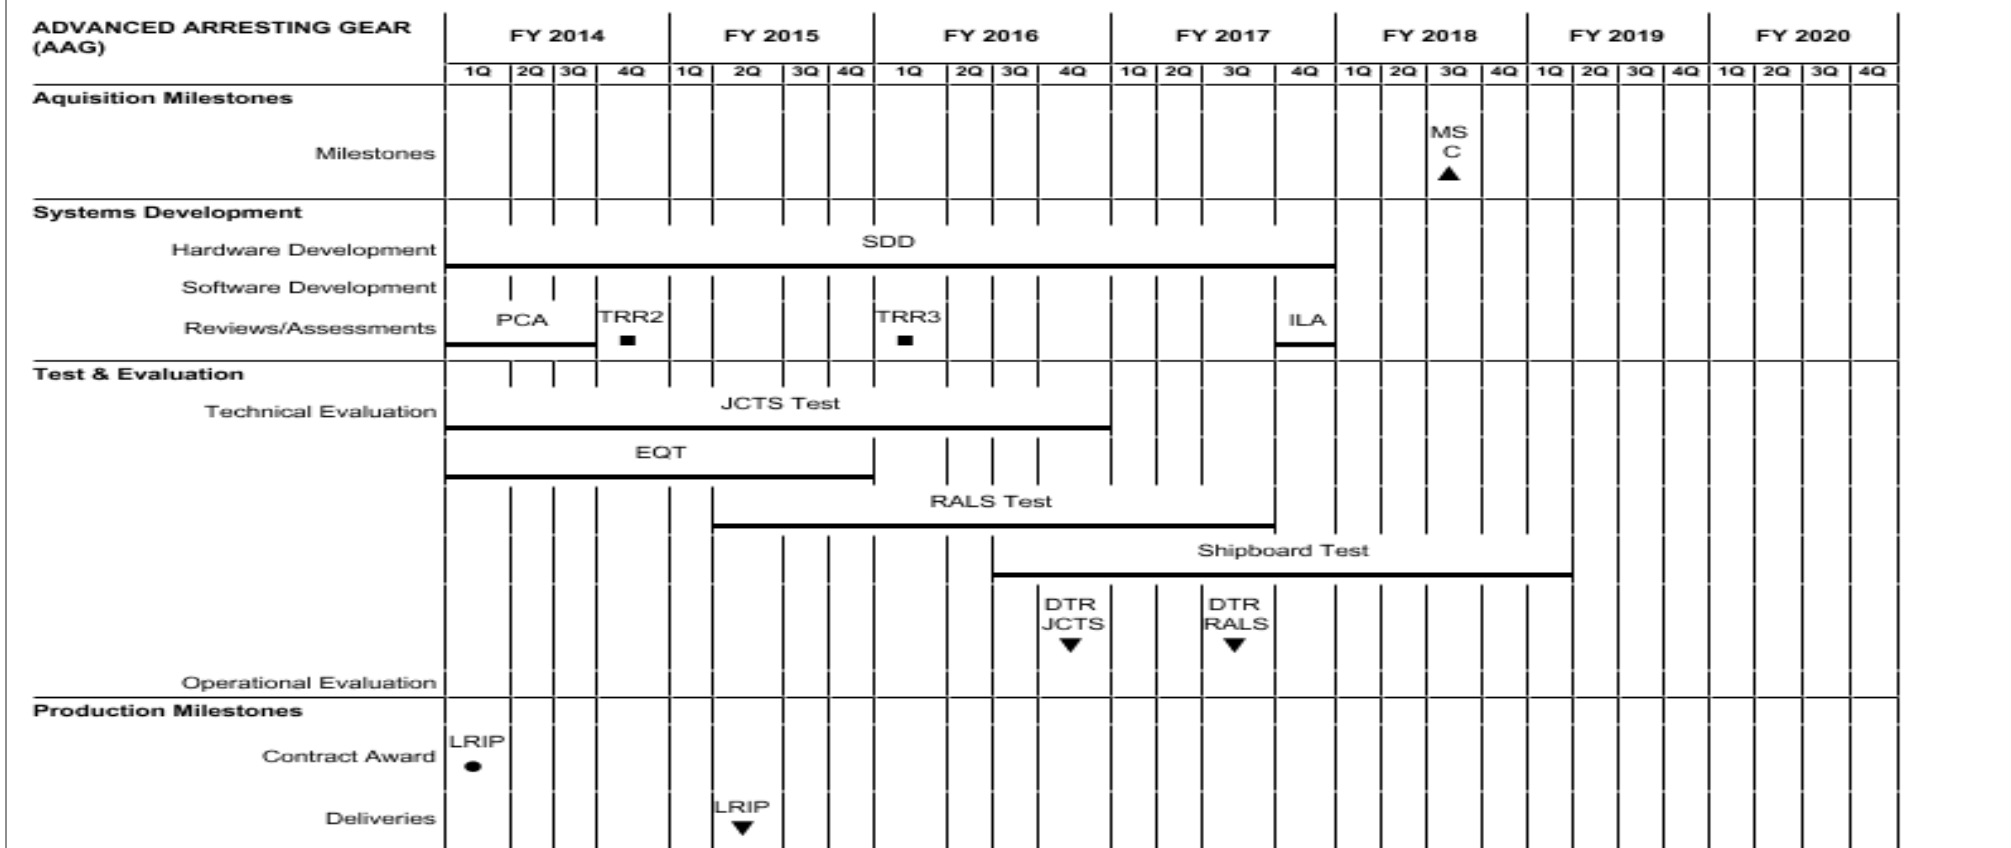 ADVANCED ARRESTING GEAR
(AAG)
FY 2014 FY 2015 FY 2016 FY 2017 FY 2018 FY 2019 FY 2020
1Q 2Q 3Q 4Q 1Q 2Q 3Q 4Q 1Q 2Q 3Q 4Q 1Q 2Q 3Q 4Q 1Q 2Q 3Q 4Q 1Q 2Q 3Q 4Q 1Q 2Q 3Q 4Q
Aquisition Milestones
Milestones
MS
C
Systems Development
Hardware Development
SDD
Software Development
Reviews/Assessments
PCA TRR2 TRR3 ILA
Test & Evaluation
Technical Evaluation
JCTS Test
EQT
RALS Test
Shipboard Test
DTR
JCTS
DTR
RALS
Operational Evaluation
Production Milestones
Contract Award
LRIP
Deliveries
LRIP